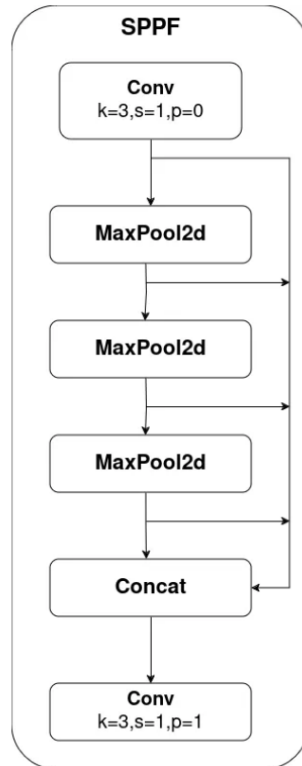 SPPF
Conv
k=3,s=1,p=0
MaxPool2d
MaxPool2d
MaxPool2d
Concat
Conv
k=3,s=1,p=1